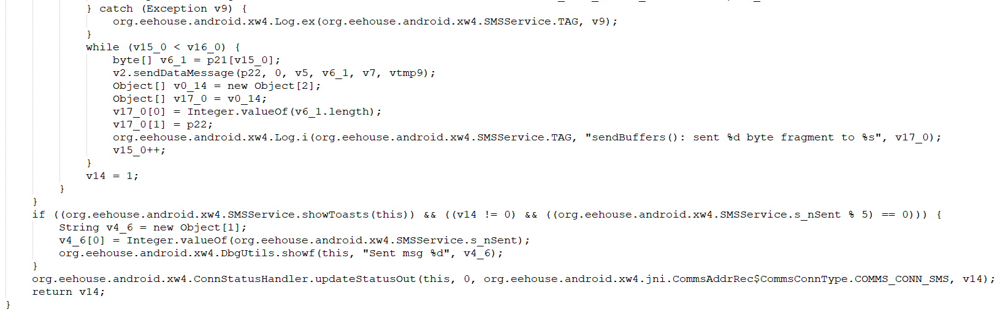 } catch (Exception v9) {
org.eehouse.android.xw4.Log.ex(org.eehouse.android.xw4.SMSService.TAG, v9);
}
while (v15_0 < v16_0) {
byte[] v6_1 = p21[v15_0];
v2.sendDataMessage(p22, 0, v5, v6_1, v7, vtmp9);
Object[] v0_14 = new Object[2];
Object[] v17_0 = v0_14;
v17_0[0] = Integer.valueOf(v6_1.length);
v17_0[1] = p22;
org.eehouse.android.xw4.Log.i(org.eehouse.android.xw4.SMSService.TAG, "sendBuffers(): sent %d byte fragment to %s", v17_0);
v15_0++;
}
v14 = 1;
}
}
if ((org.eehouse.android.xw4.SMSService.showToasts(this)) && ((v14 != 0) && ((org.eehouse.android.xw4.SMSService.s_nSent % 5) == 0))) {
String v4_6 = new Object[1];
v4_6[0] = Integer.valueOf(org.eehouse.android.xw4.SMSService.s_nSent);
org.eehouse.android.xw4.DbgUtils.showf(this, "Sent msg %d", v4_6);
}
org.eehouse.android.xw4.ConnStatusHandler.updateStatusOut(this, 0, org.eehouse.android.xw4.jni.CommsAddrRec$CommsConnType.COMMS_CONN_SMS, v14);
return v14;
}